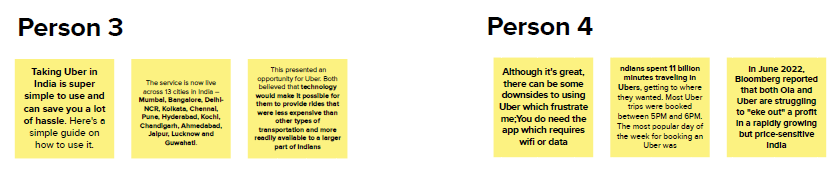 Person 3
Taking Uber in
India is super
simple to use and
can save you a lot
of hassle. Here's a
simple guide on
how to use it.
The service is now live
across 13 cities in India –
Mumbai, Bangalore, Delhi-
NCR, Kolkata, Chennai,
Pune, Hyderabad, Kochi,
Chandigarh, Ahmedabad,
Jaipur, Lucknow and
Guwahati.
This presented an
opportunity for Uber. Both
believed that technology
would make it possible for
them to provide rides that
were less expensive than
other types of
transportation and more
readily available to a larger
part of Indians
Person 4
Although it's great,
there can be some
downsides to using
Uber which frustrate
me;You do need the
app which requires
wifi or data
ndians spent 11 billion
minutes traveling in
Ubers, getting to where
they wanted. Most Uber
trips were booked
between 5PM and 6PM.
The most popular day of
the week for booking an
Uber was
In June 2022,
Bloomberg reported
that both Ola and
Uber are struggling
to "eke out" a profit
in a rapidly growing
but price-sensitive
India